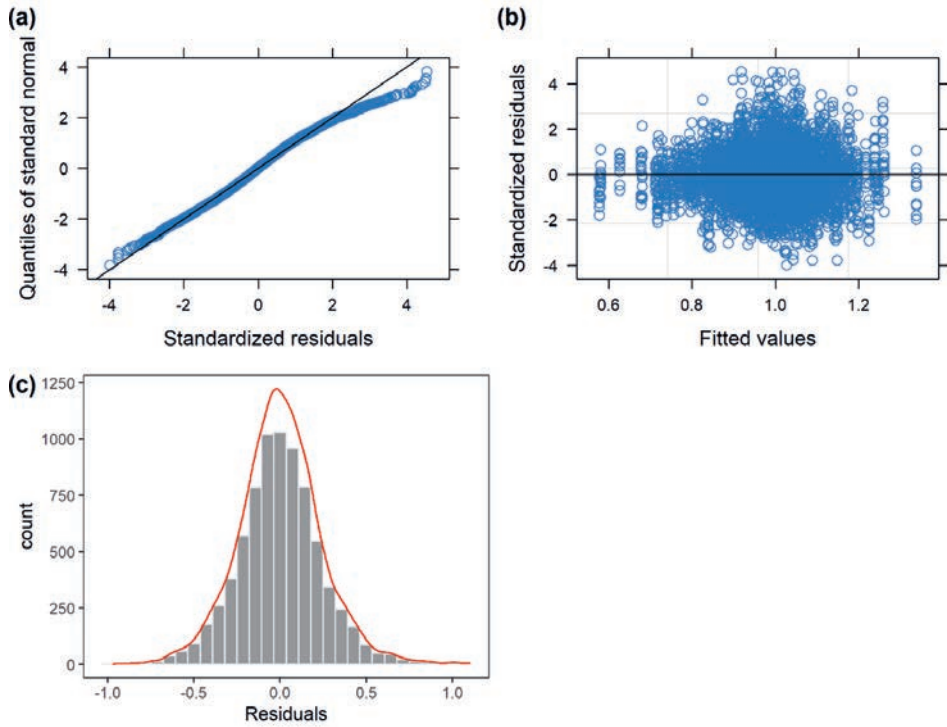 (a)
Quantiles of standard normal
4
2
0
-2
-4
-4 -2 0 2 4
Standardized residuals
(b)
Standardized residuals
4
2
0
-2
-4
0.6 0.8 1.0 1.2
Fitted values
(c)
count
1250
1000
750
500
250
0
-1.0 -0.5 0.0 0.5 1.0
Residuals